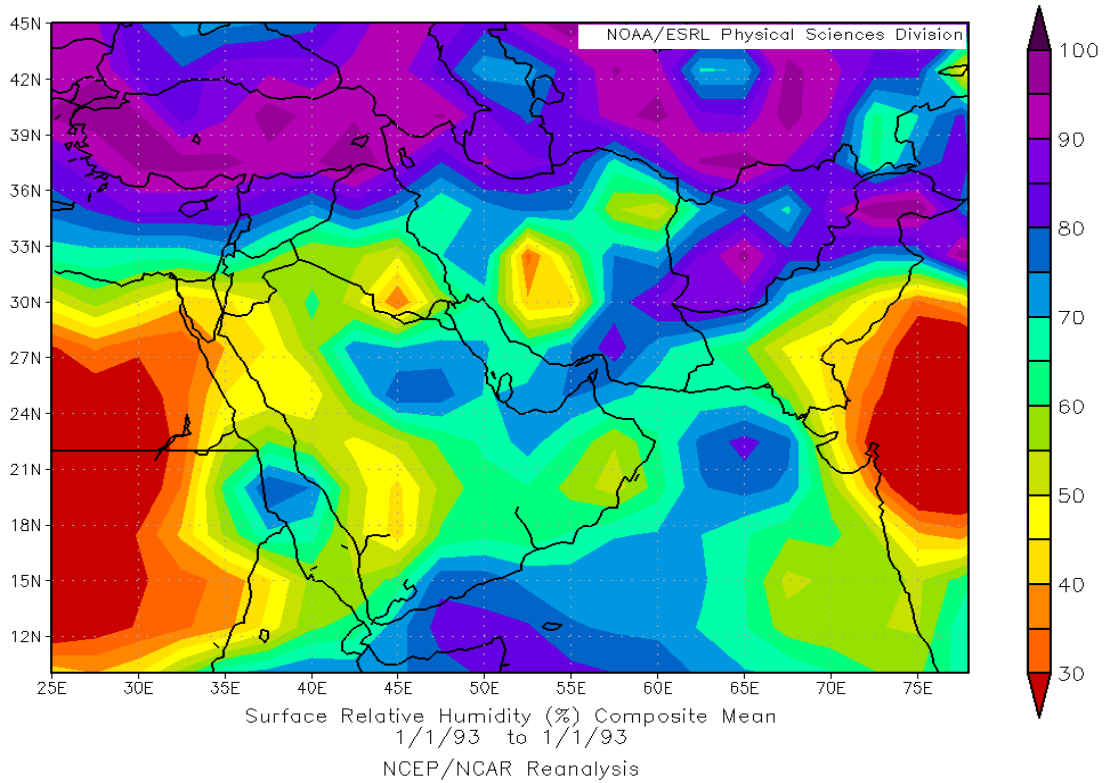 NOAA/ESRL Physical Sciences Division
45N
42N
39N
36N
33N
30N
27N
24N
21N
18N
15N
12N
25E 30E 35E 40E 45E 50E 55E 60E 65E 70E 75E
100
90
80
70
60
50
40
30
Surface Relative Humidity (%) Composite Mean
1/1/93 to 1/1/93
NCEP/NCAR Reanalysis